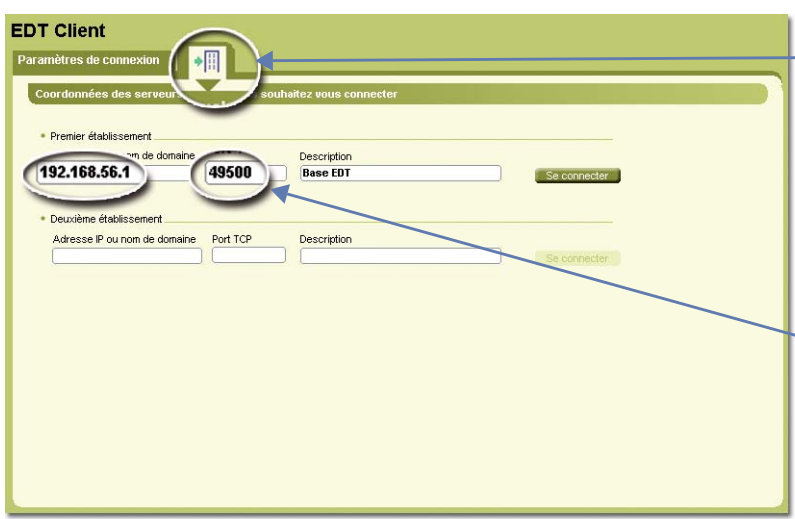 EDT Client
Paramètres de connexion
Coordonnées des serveurs souhaitez vous connecter
Premier établissement
nom de domaine Description
192.168.56.1 49500 Base EDT Se connecter
Deuxième établissement
Adresse IP ou nom de domaine Port TCP Description
Se connecter